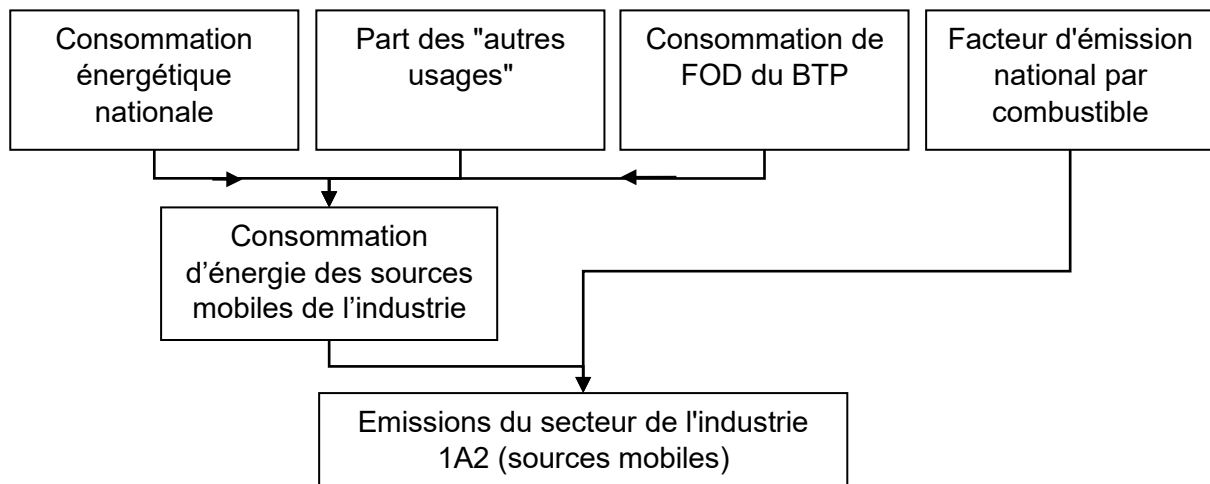 Consommation
énergétique
nationale
Part des "autres
usages"
Consommation de
FOD du BTP
Facteur d'émission
national par
combustible
Consommation
d’énergie des sources
mobiles de l’industrie
Emissions du secteur de l'industrie
1A2 (sources mobiles)